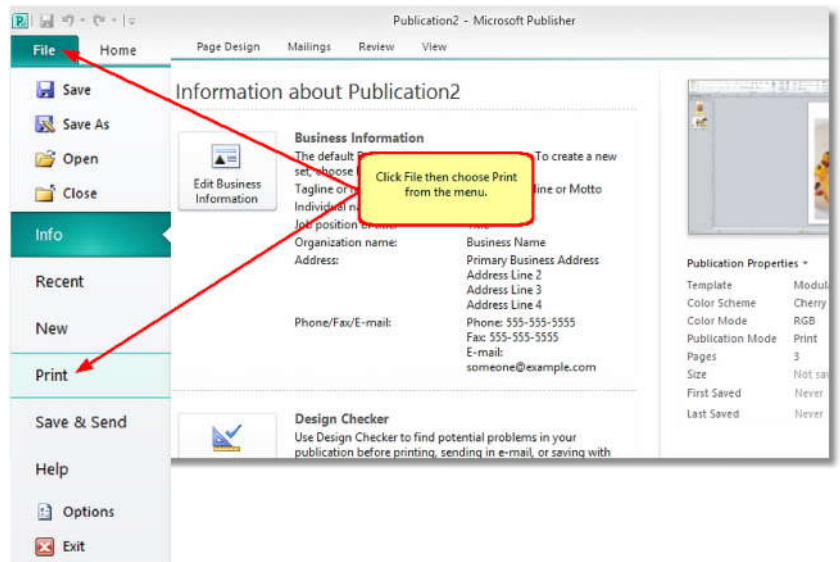 Publication2 - Microsoft Publisher
File Home Page Design Mailings Review View
Save
Save As
Open
Close
Info
Recent
New
Print
Save & Send
Help
Options
Exit
Information about Publication2
Edit Business
Information
Business Information
The default To create a new
set, choose
Tagline or line or Motto
Individual
Job position
Organization name: Business Name
Address: Primary Business Address
Address Line 2
Address Line 3
Address Line 4
Phone/Fax/E-mail: Phone: 555-555-5555
Fax: 555-555-5555
E-mail:
someone@example.com
Click File then choose Print
from the menu.
Design Checker
Use Design Checker to find potential problems in your
publication before printing, sending in e-mail, or saving with
Publication Properties
Template
Color Scheme Cherry
Color Mode RGB
Publication Mode Print
Pages 3
Size
First Saved Never
Last Saved Never